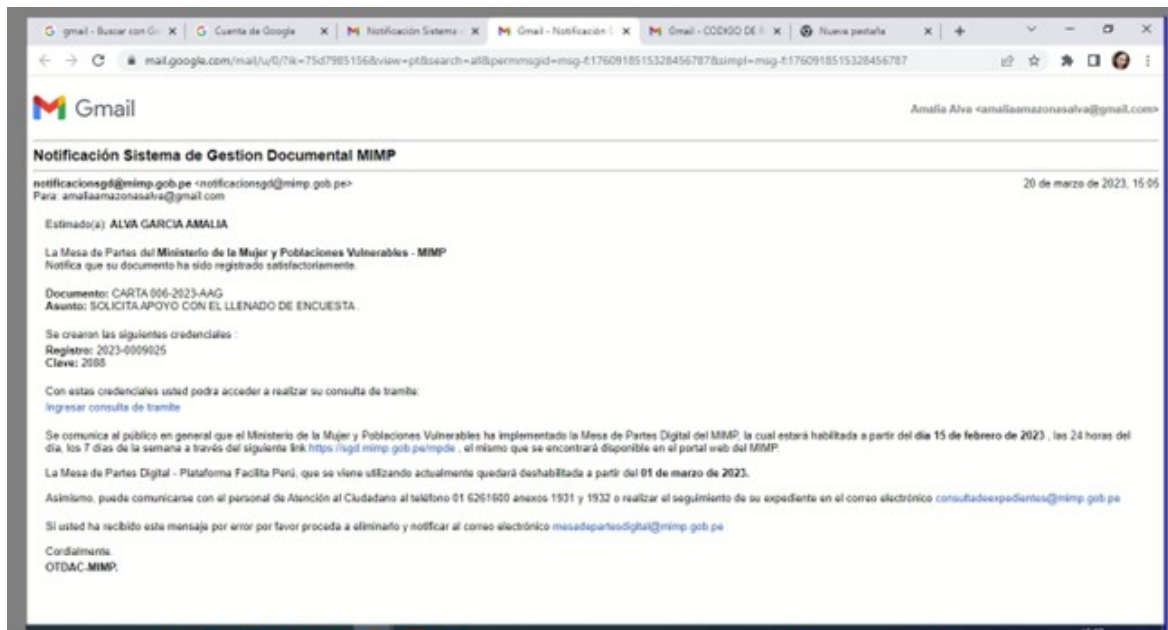 gmail - Buscar con Go
Cuenta de Google
Notificación Sistema
Gmail - Notificación
Gmail - CODIGO DE
Nueva pestaña
mail.google.com/mail/u/0/?ik=75d7985156&view=pt&search=all&permmsgid=msg-f:1760918515328456787&simpl=msg-f:1760918515328456787
Gmail
Amalia Alva <amaliaamazonasalva@gmail.com>
Notificación Sistema de Gestion Documental MIMP
notificacionsgd@mimp.gob.pe <notificacionsgd@mimp.gob.pe>
20 de marzo de 2023, 15:05
Para: amaliaamazonasalva@gmail.com
Estimado(a): ALVA GARCIA AMALIA
La Mesa de Partes del Ministerio de la Mujer y Poblaciones Vulnerables - MIMP
Notifica que su documento ha sido registrado satisfactoriamente.
Documento: CARTA 006-2023-AAG
Asunto: SOLICITA APOYO CON EL LLENADO DE ENCUESTA.
Se crearon las siguientes credenciales :
Registro: 2023-0009025
Clave: 2088
Con estas credenciales usted podra acceder a realizar su consulta de tramite:
Ingresar consulta de tramite
Se comunica al público en general que el Ministerio de la Mujer y Poblaciones Vulnerables ha implementado la Mesa de Partes Digital del MIMP, la cual estará habilitada a partir del día 15 de febrero de 2023 , las 24 horas del
día, los 7 días de la semana a través del siguiente link https://sgd.mimp.gob.pe/mpde , el mismo que se encontrará disponible en el portal web del MIMP.
La Mesa de Partes Digital - Plataforma Facilita Perú, que se viene utilizando actualmente quedará deshabilitada a partir del 01 de marzo de 2023.
Asimismo, puede comunicarse con el personal de Atención al Ciudadano al teléfono 01 6261600 anexos 1931 y 1932 o realizar el seguimiento de su expediente en el correo electrónico consultadeexpedientes@mimp.gob.pe
Si usted ha recibido este mensaje por error por favor proceda a eliminarlo y notificar al correo electrónico mesadepartesdigital@mimp.gob.pe
Cordialmente.
OTDAC-MIMP.